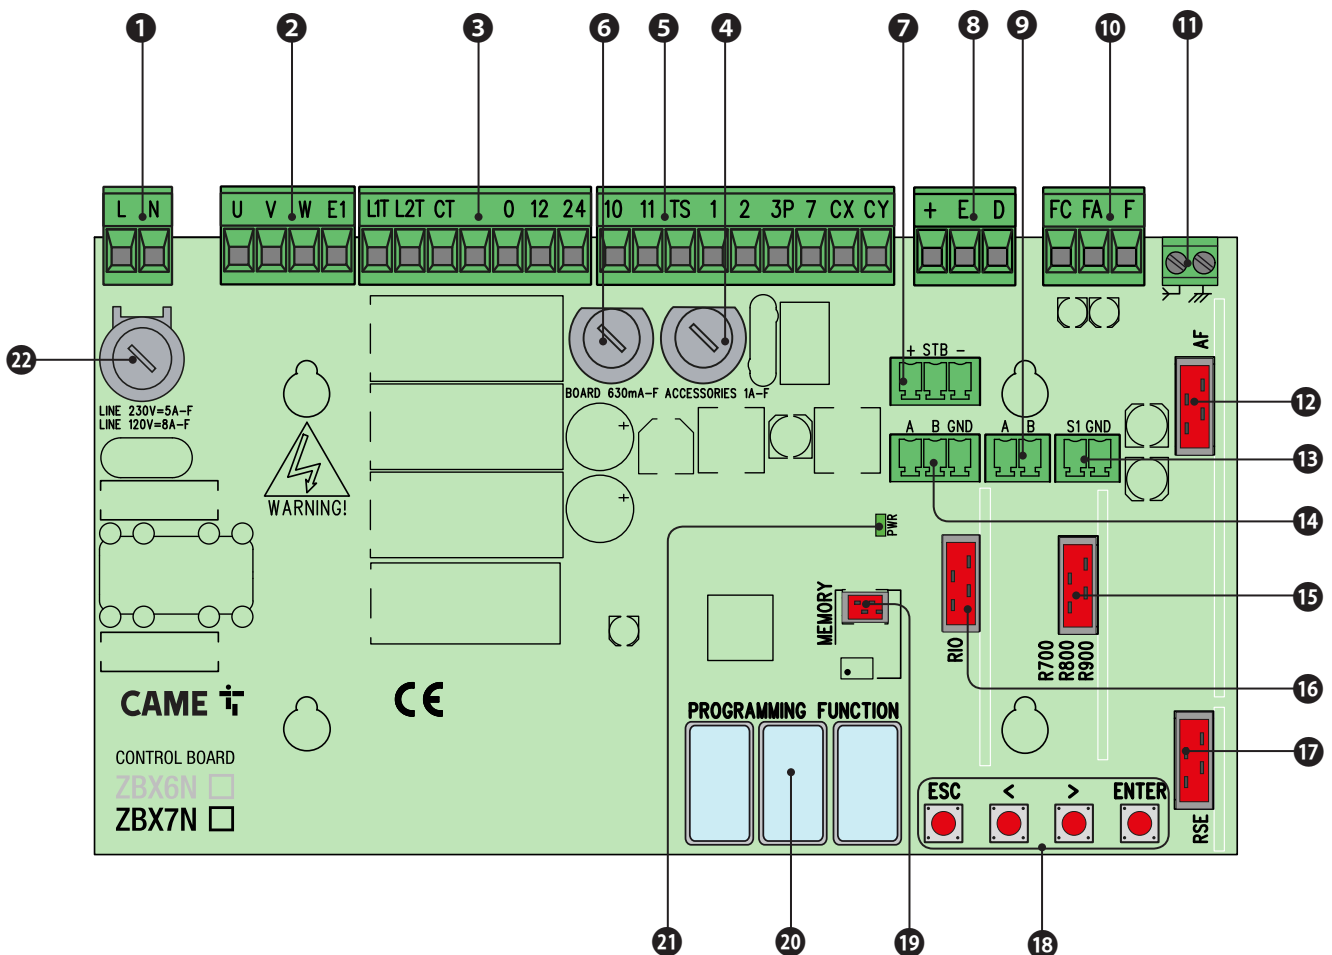 1 2 3 6 5 4 7 8 9 10 11
L N
U V W E1
L1T L2T CT 0 12 24
10 11 TS 1 2 3P 7 CX CY
+ E D
FC FA F
22
LINE 230V=5A-F
LINE 120V=8A-F
BOARD 630mA-F
ACCESSORIES 1A-F
+ STB -
AF
12
A B GND
A B
S1 GND
13
+
+
WARNING!
14
PWR
21
MEMORY
RIO
R700
R800
R900
15
16
CAME
CE
PROGRAMMING FUNCTION
CONTROL BOARD
ZBX6N
ZBX7N
17
ESC < > ENTER
RSE
21 20 19 18